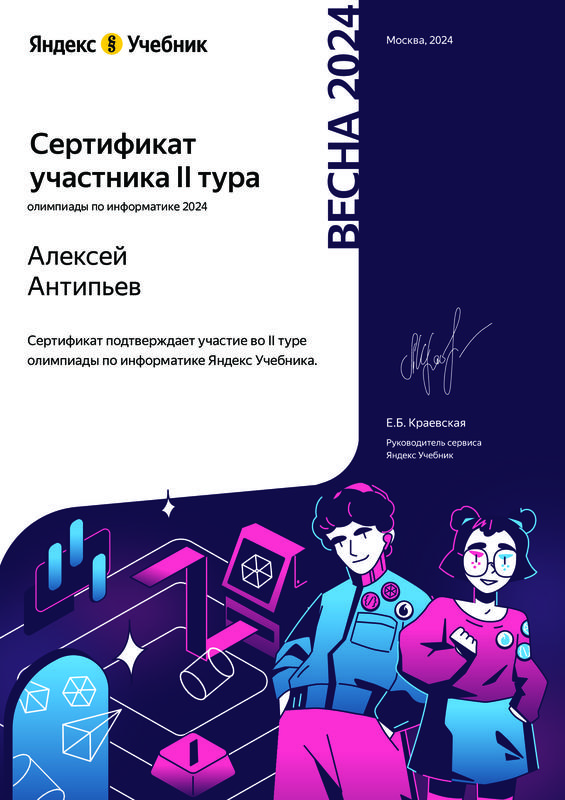 Яндекс Учебник
Сертификат
участника II тура
олимпиады по информатике 2024
Алексей
Антипьев
Сертификат подтверждает участие во II туре
олимпиады по информатике Яндекс Учебника.
ВЕСНА 2024
Москва, 2024
Е.Б. Краевская
Руководитель сервиса
Яндекс Учебник